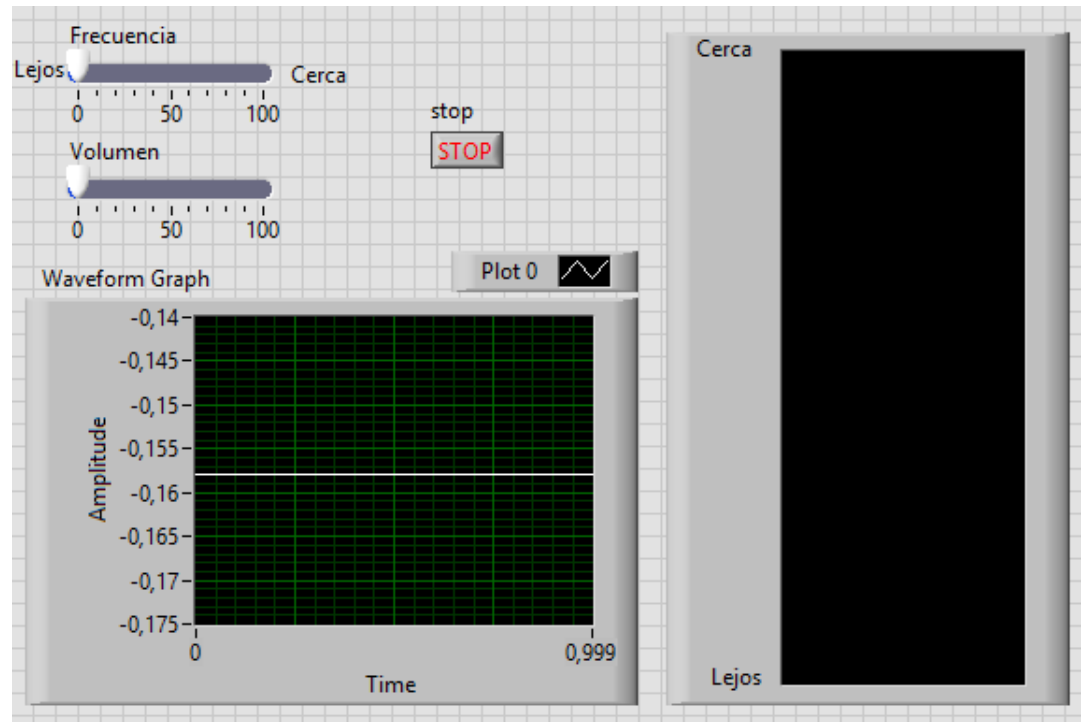 Frecuencia
Lejos
Cerca
0 50 100
Volumen
0 50 100
stop
STOP
Plot 0
Waveform Graph
Amplitude
-0,14
-0,145
-0,15
-0,155
-0,16
-0,165
-0,17
-0,175
0 0,999
Time
Cerca
Lejos